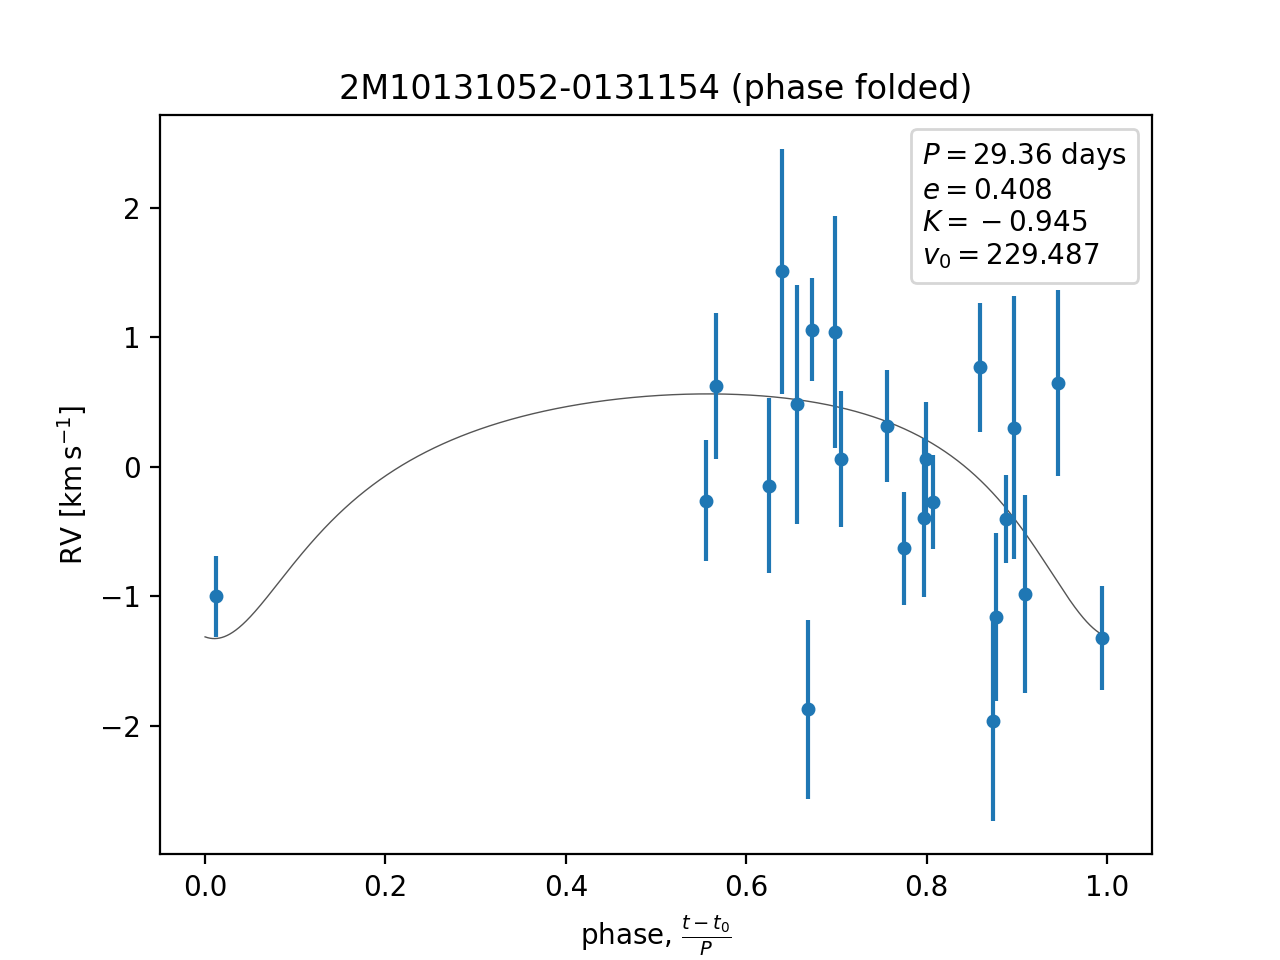 2M10131052-0131154 (phase folded)
P = 29.36 days
e = 0.408
K = −0.945
v₀ = 229.487
RV [km s⁻¹]
2
1
0
−1
−2
0.0 0.2 0.4 0.6 0.8 1.0
phase, (t − t₀)/P